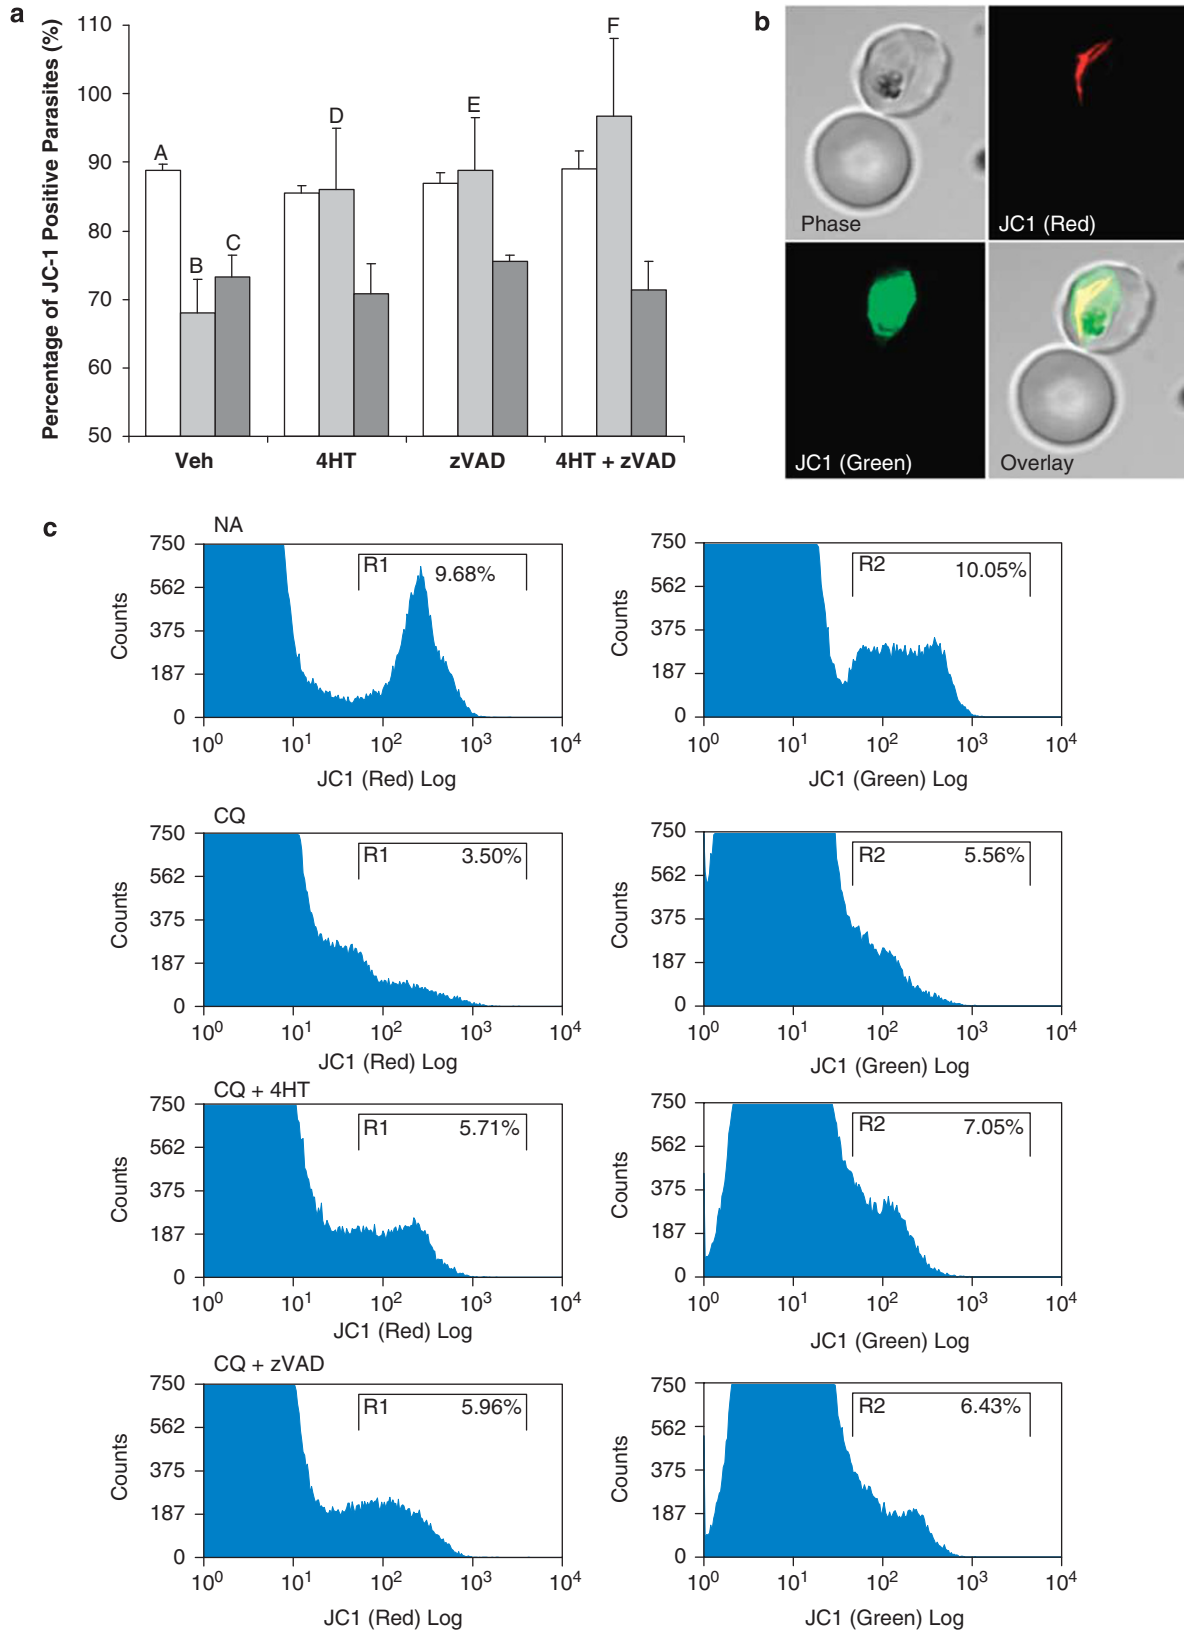 a
Percentage of JC-1 Positive Parasites (%)
110
100
90
80
70
60
50
A
B
C
D
E
F
Veh
4HT
zVAD
4HT + zVAD
b
Phase
JC1 (Red)
JC1 (Green)
Overlay
c
NA
Counts
750
562
375
187
0
R1
9.68%
10^0 10^1 10^2 10^3 10^4
JC1 (Red) Log
Counts
750
562
375
187
0
R2
10.05%
10^0 10^1 10^2 10^3 10^4
JC1 (Green) Log
CQ
Counts
750
562
375
187
0
R1
3.50%
10^0 10^1 10^2 10^3 10^4
JC1 (Red) Log
Counts
750
562
375
187
0
R2
5.56%
10^0 10^1 10^2 10^3 10^4
JC1 (Green) Log
CQ + 4HT
Counts
750
562
375
187
0
R1
5.71%
10^0 10^1 10^2 10^3 10^4
JC1 (Red) Log
Counts
750
562
375
187
0
R2
7.05%
10^0 10^1 10^2 10^3 10^4
JC1 (Green) Log
CQ + zVAD
Counts
750
562
375
187
0
R1
5.96%
10^0 10^1 10^2 10^3 10^4
JC1 (Red) Log
Counts
750
562
375
187
0
R2
6.43%
10^0 10^1 10^2 10^3 10^4
JC1 (Green) Log